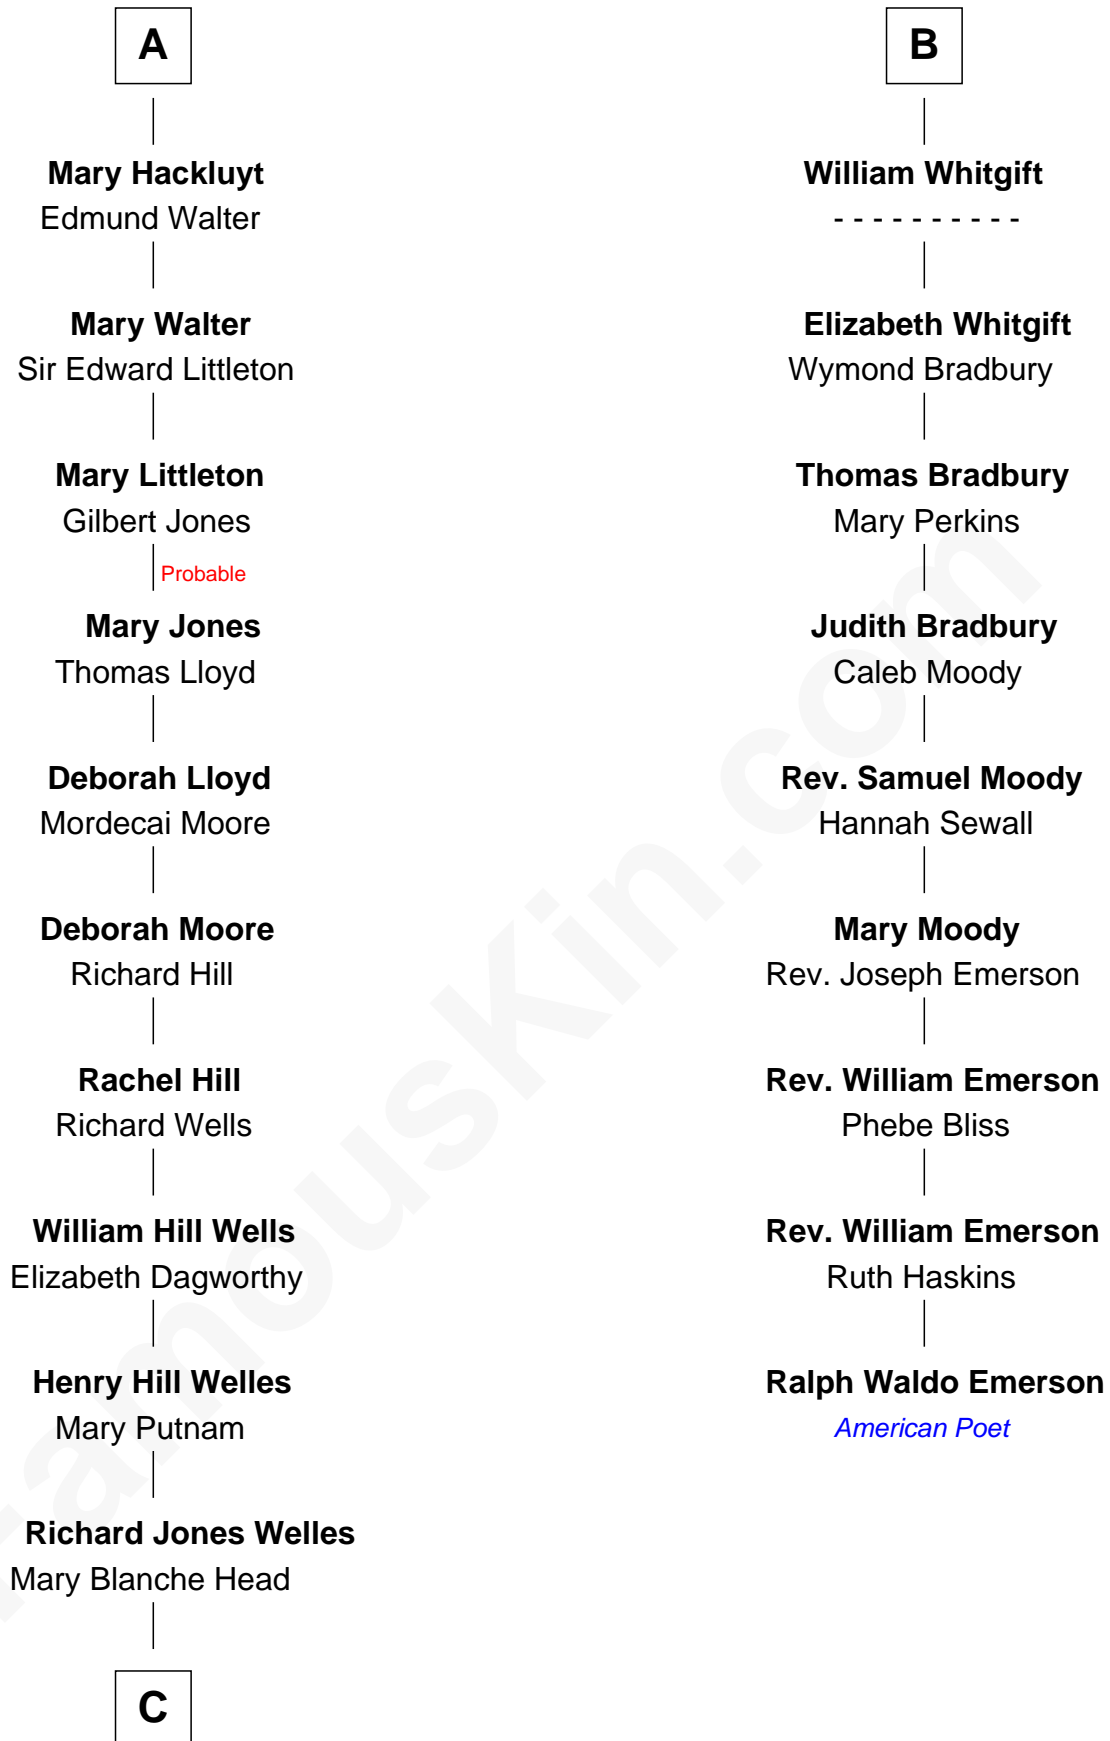 A
Mary Hackluyt
Edmund Walter
Mary Walter
Sir Edward Littleton
Mary Littleton
Gilbert Jones
Probable
Mary Jones
Thomas Lloyd
Deborah Lloyd
Mordecai Moore
Deborah Moore
Richard Hill
Rachel Hill
Richard Wells
William Hill Wells
Elizabeth Dagworthy
Henry Hill Welles
Mary Putnam
Richard Jones Welles
Mary Blanche Head
C
B
William Whitgift
- - - - - - - - - -
Elizabeth Whitgift
Wymond Bradbury
Thomas Bradbury
Mary Perkins
Judith Bradbury
Caleb Moody
Rev. Samuel Moody
Hannah Sewall
Mary Moody
Rev. Joseph Emerson
Rev. William Emerson
Phebe Bliss
Rev. William Emerson
Ruth Haskins
Ralph Waldo Emerson
American Poet
FamousKin.com